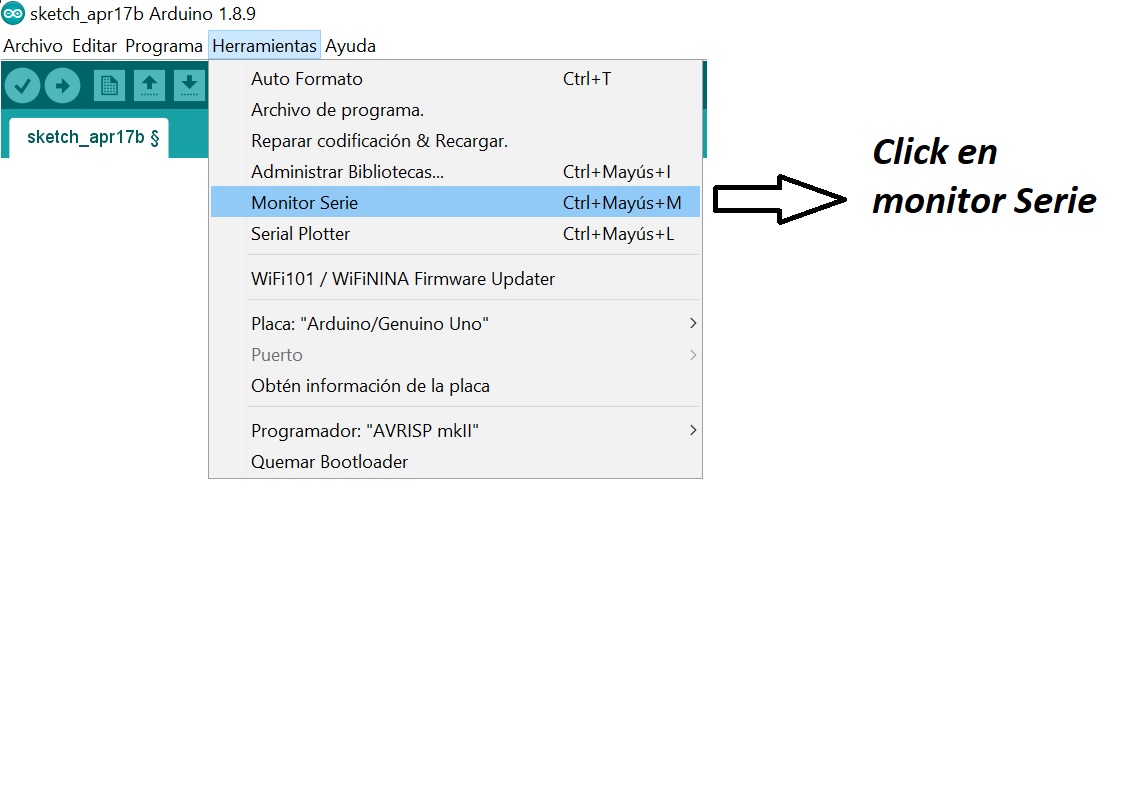 sketch_apr17b Arduino 1.8.9
Archivo Editar Programa Herramientas Ayuda
sketch_apr17b §
Auto Formato Ctrl+T
Archivo de programa.
Reparar codificación & Recargar.
Administrar Bibliotecas... Ctrl+Mayús+I
Monitor Serie Ctrl+Mayús+M
Serial Plotter Ctrl+Mayús+L
WiFi101 / WiFiNINA Firmware Updater
Placa: "Arduino/Genuino Uno"
Puerto
Obtén información de la placa
Programador: "AVRISP mkII"
Quemar Bootloader
Click en
monitor Serie